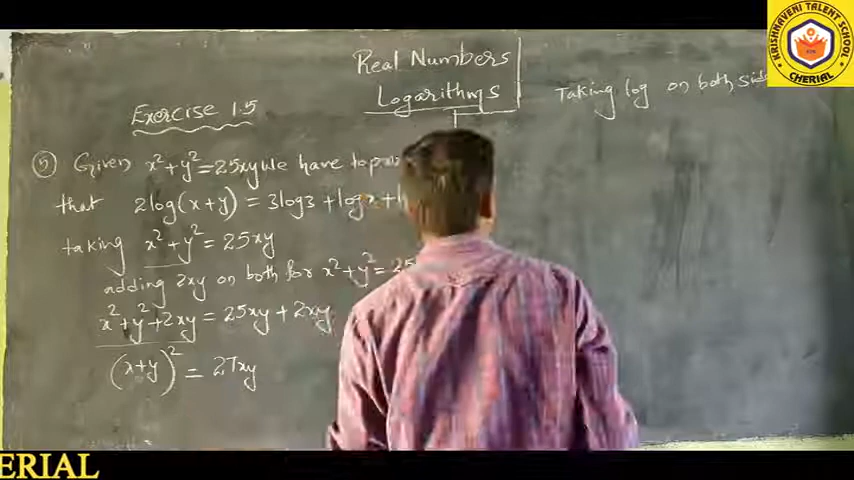 KRISHNAVENI TALENT SCHOOL
CHERIAL
Real Numbers
Logarithms
Exercise 1.5
Taking log on both side
⑤ Given x²+y²=25xy We have to
that 2log(x+y) = 3log3 + logx +
taking x²+y² = 25xy
adding 2xy on both for x²+y² = 25
x²+y²+2xy = 25xy + 2xy
(x+y)² = 27xy
ERIAL